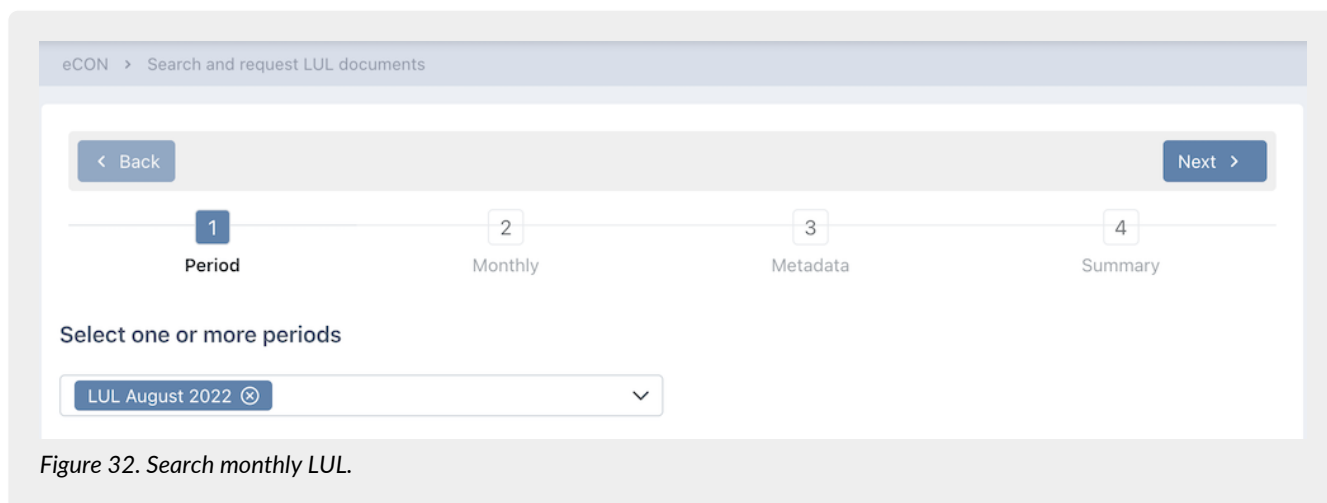 eCON > Search and request LUL documents
< Back
Next >
1
2
3
4
Period
Monthly
Metadata
Summary
Select one or more periods
LUL August 2022
Figure 32. Search monthly LUL.